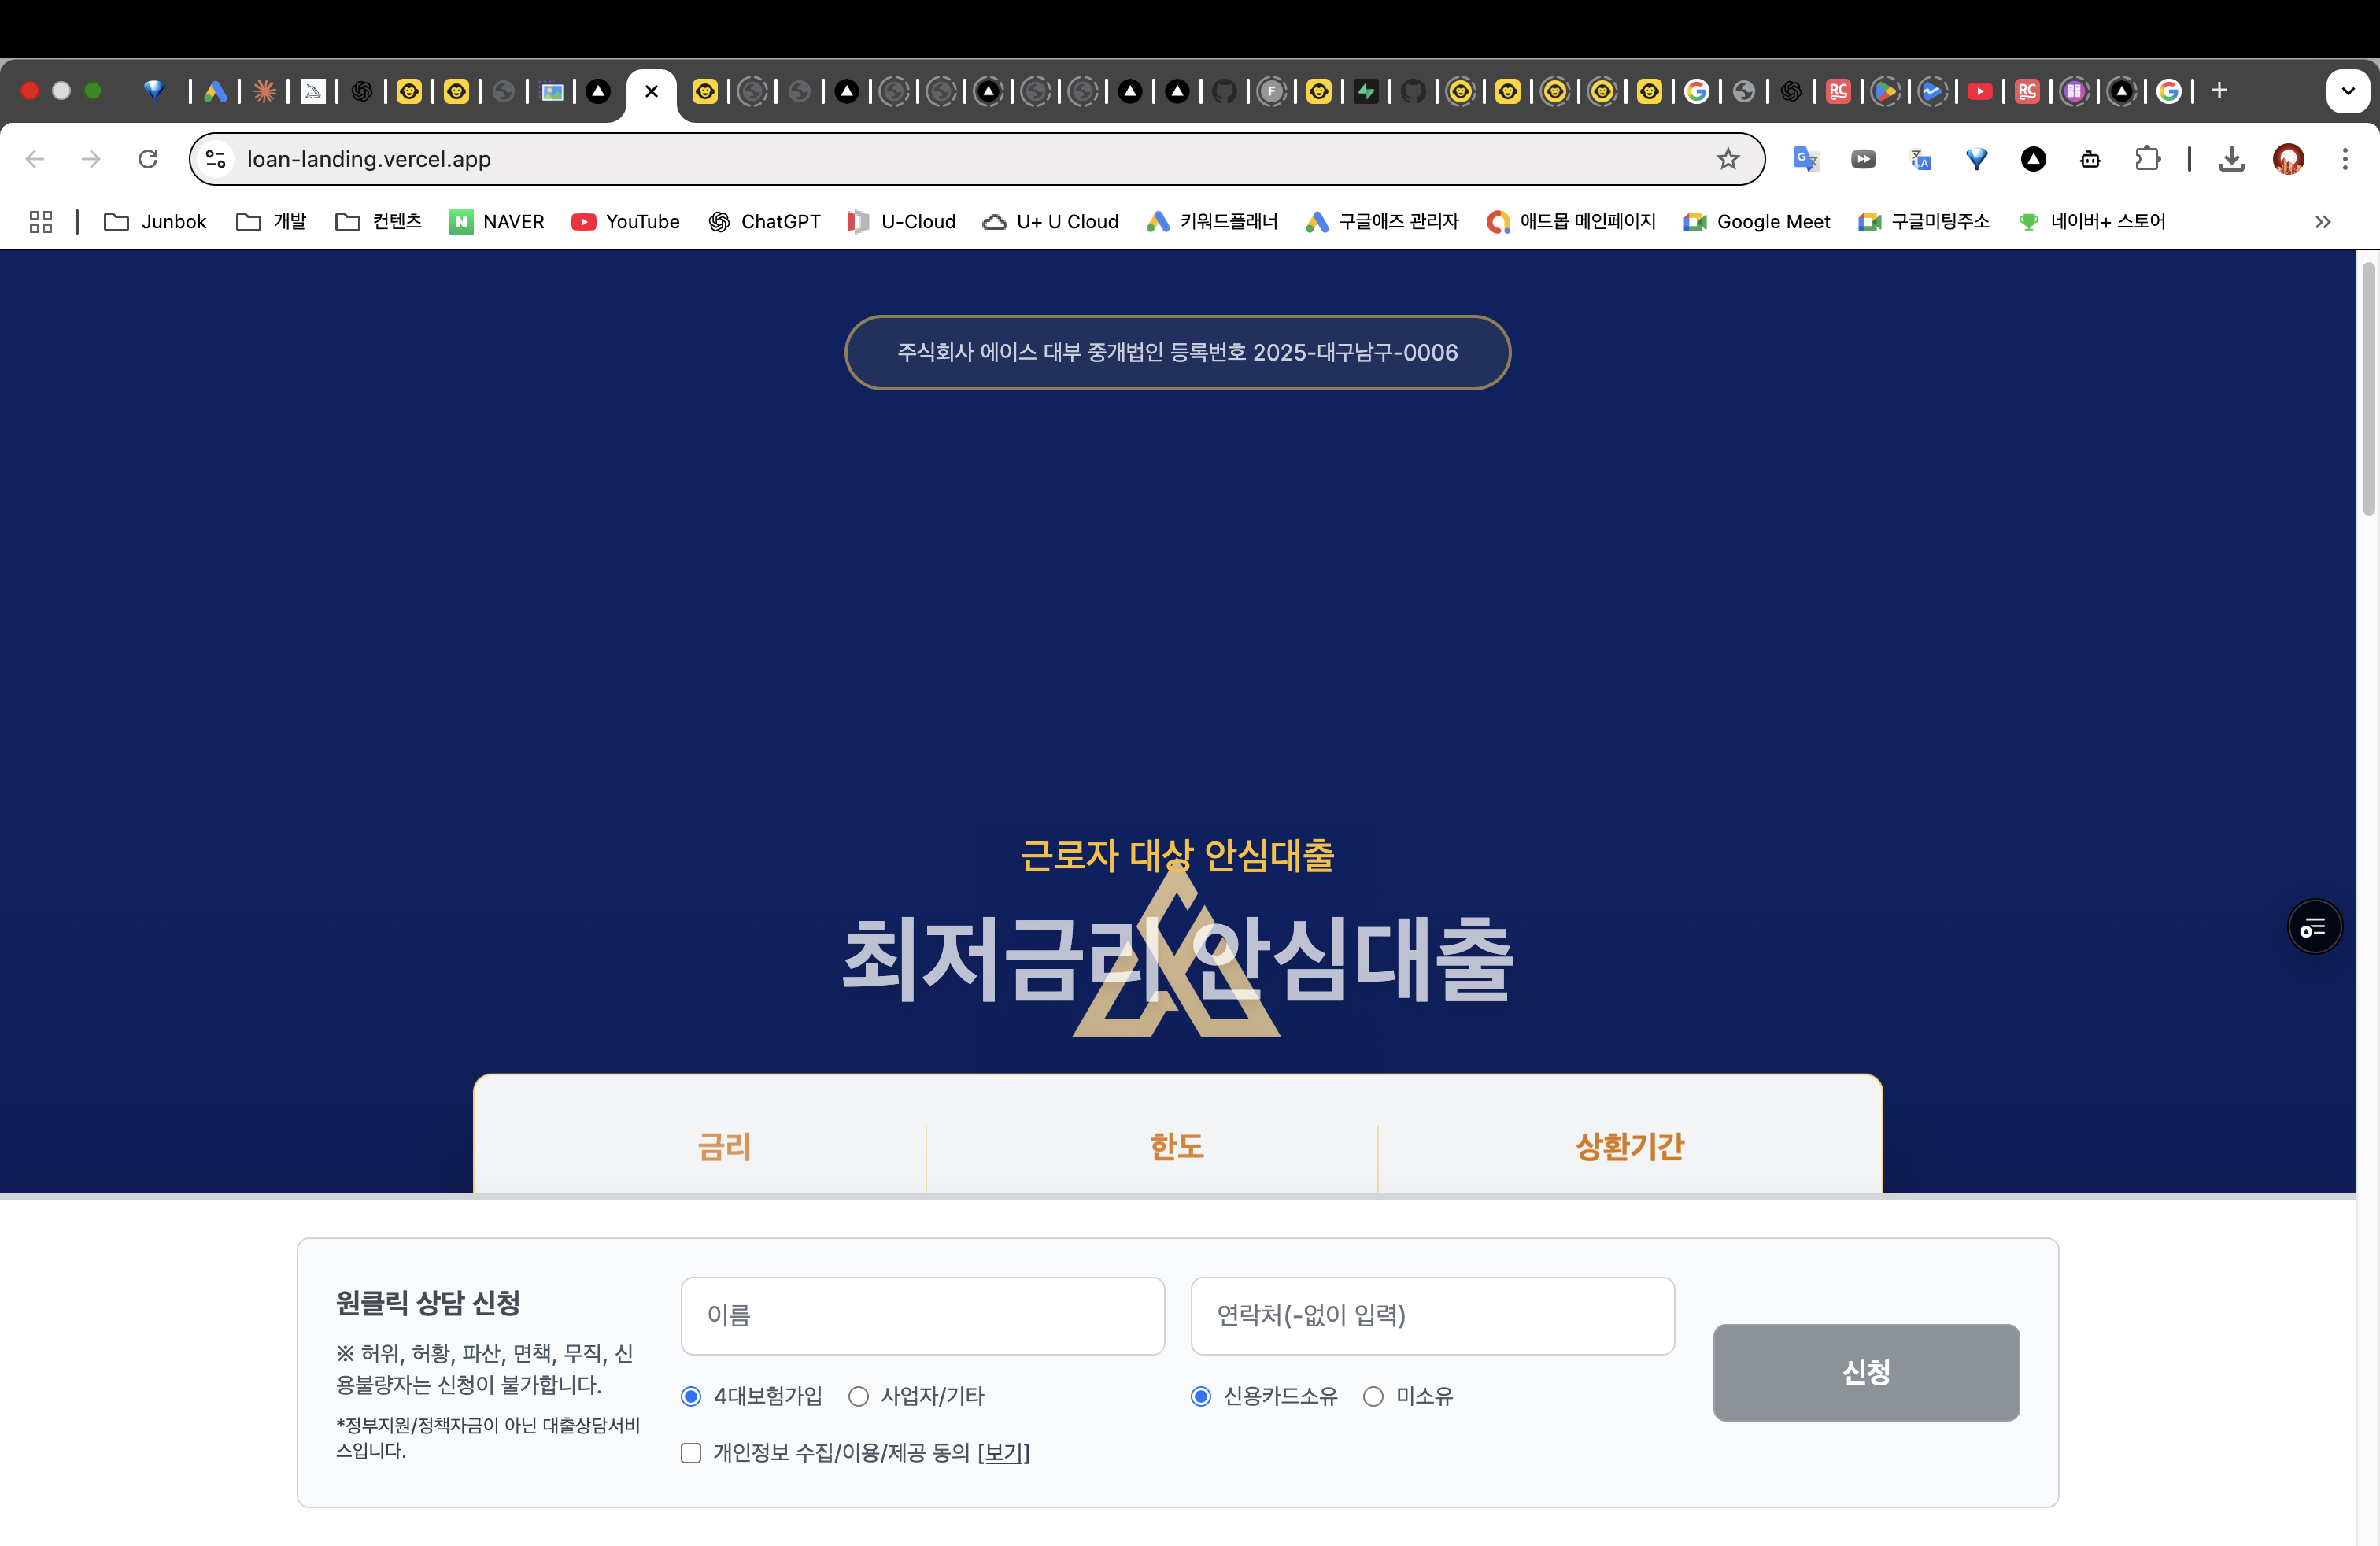 loan-landing.vercel.app
Junbok 개발 컨텐츠 NAVER YouTube ChatGPT U-Cloud U+ U Cloud 키워드플래너 구글애즈 관리자 애드몹 메인페이지 Google Meet 구글미팅주소 네이버+ 스토어
주식회사 에이스 대부 중개법인 등록번호 2025-대구남구-0006
근로자 대상 안심대출
최저금리 안심대출
금리 한도 상환기간
원클릭 상담 신청
※ 허위, 허황, 파산, 면책, 무직, 신
용불량자는 신청이 불가합니다.
*정부지원/정책자금이 아닌 대출상담서비
스입니다.
이름 연락처(-없이 입력)
4대보험가입 사업자/기타 신용카드소유 미소유
개인정보 수집/이용/제공 동의 [보기]
신청